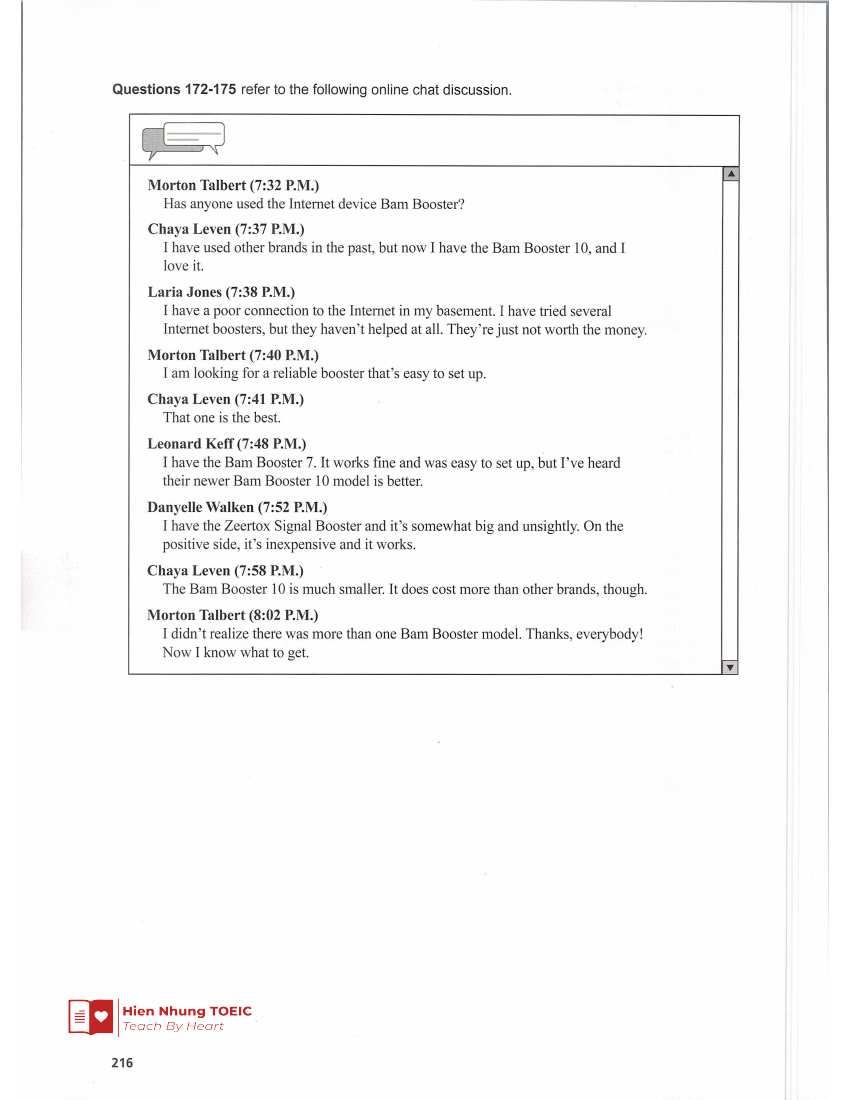 Questions 172-175 refer to the following online chat discussion.
Morton Talbert (7:32 P.M.)
Has anyone used the Internet device Bam Booster?
Chaya Leven (7:37 P.M.)
I have used other brands in the past, but now I have the Bam Booster 10, and I
love it.
Laria Jones (7:38 P.M.)
I have a poor connection to the Internet in my basement. I have tried several
Internet boosters, but they haven't helped at all. They're just not worth the money.
Morton Talbert (7:40 P.M.)
I am looking for a reliable booster that's easy to set up.
Chaya Leven (7:41 P.M.)
That one is the best.
Leonard Keff (7:48 P.M.)
I have the Bam Booster 7. It works fine and was easy to set up, but I've heard
their newer Bam Booster 10 model is better.
Danyelle Walken (7:52 P.M.)
I have the Zeertox Signal Booster and it's somewhat big and unsightly. On the
positive side, it's inexpensive and it works.
Chaya Leven (7:58 P.M.)
The Bam Booster 10 is much smaller. It does cost more than other brands, though.
Morton Talbert (8:02 P.M.)
I didn't realize there was more than one Bam Booster model. Thanks, everybody!
Now I know what to get.
Hien Nhung TOEIC
Teach By Heart
216